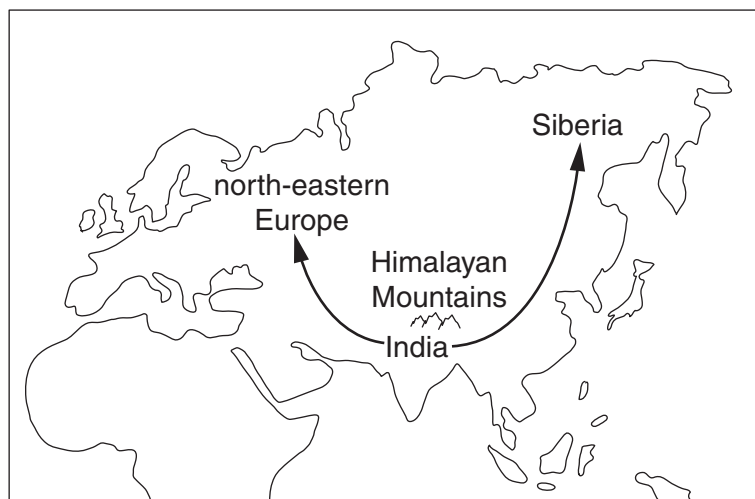 Siberia
north-eastern
Europe
Himalayan
Mountains
India